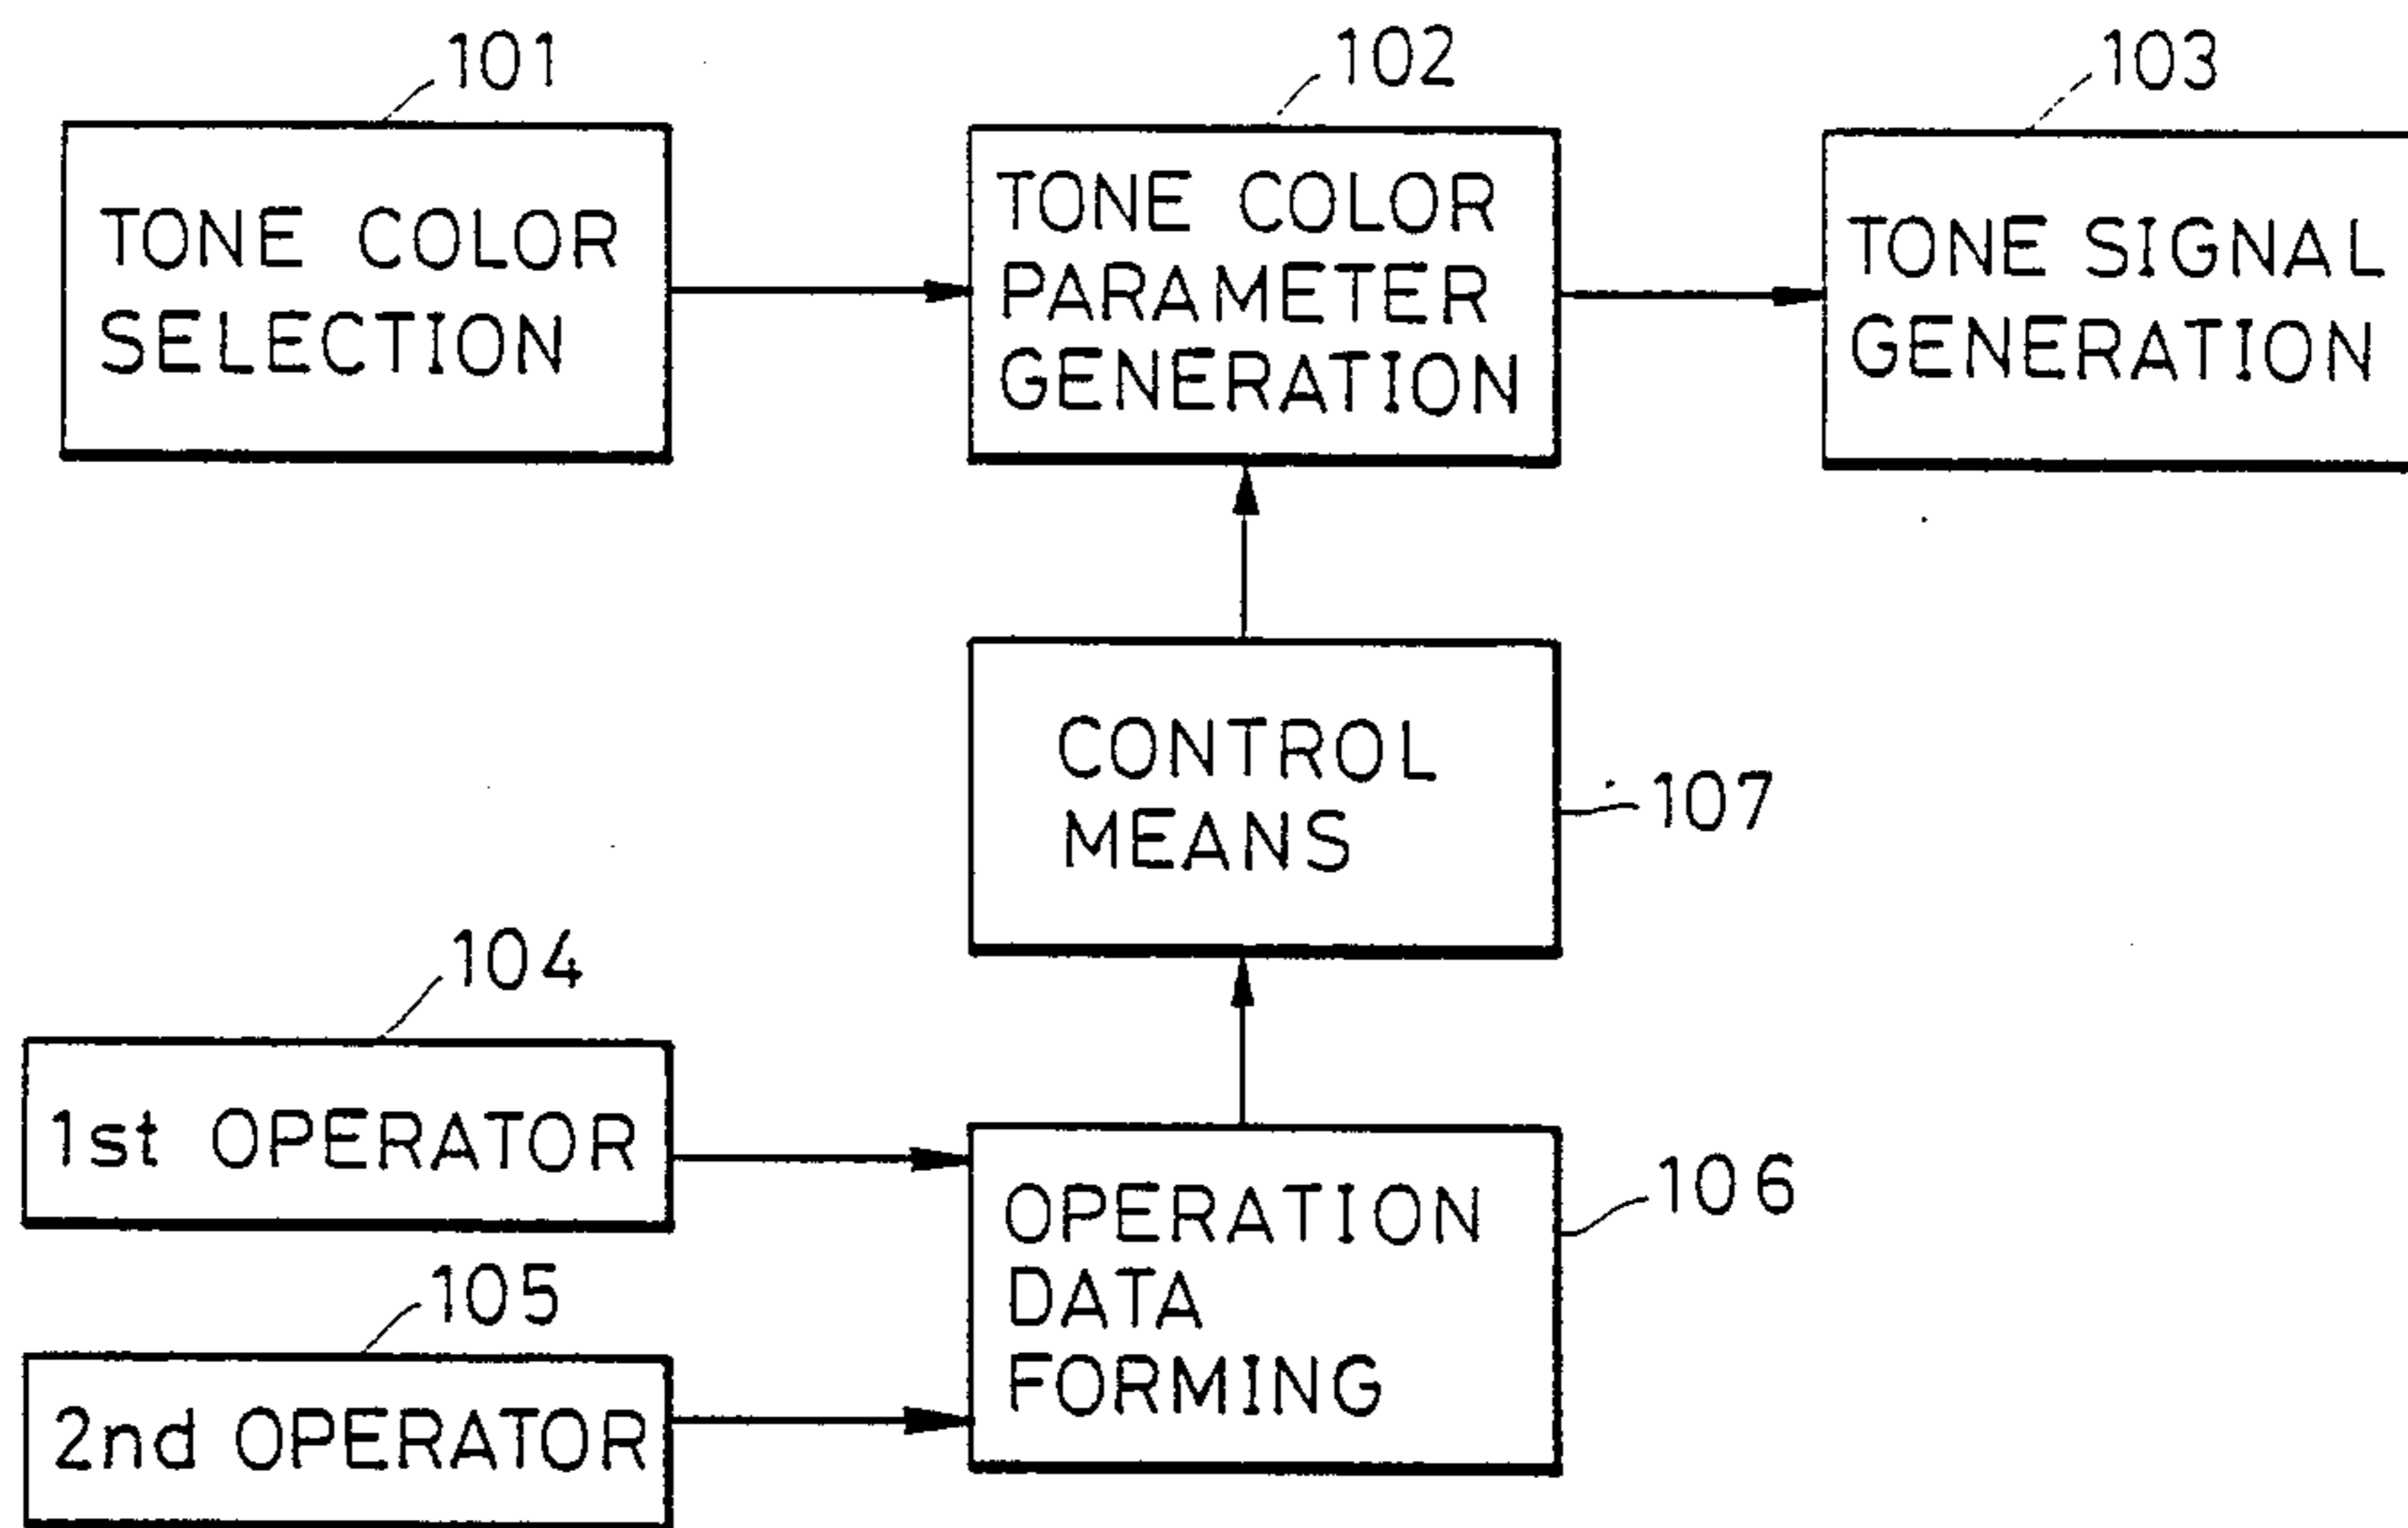 101
TONE COLOR
SELECTION
102
TONE COLOR
PARAMETER
GENERATION
103
TONE SIGNAL
GENERATION
CONTROL
MEANS
107
104
1st OPERATOR
105
2nd OPERATOR
OPERATION
DATA
FORMING
106